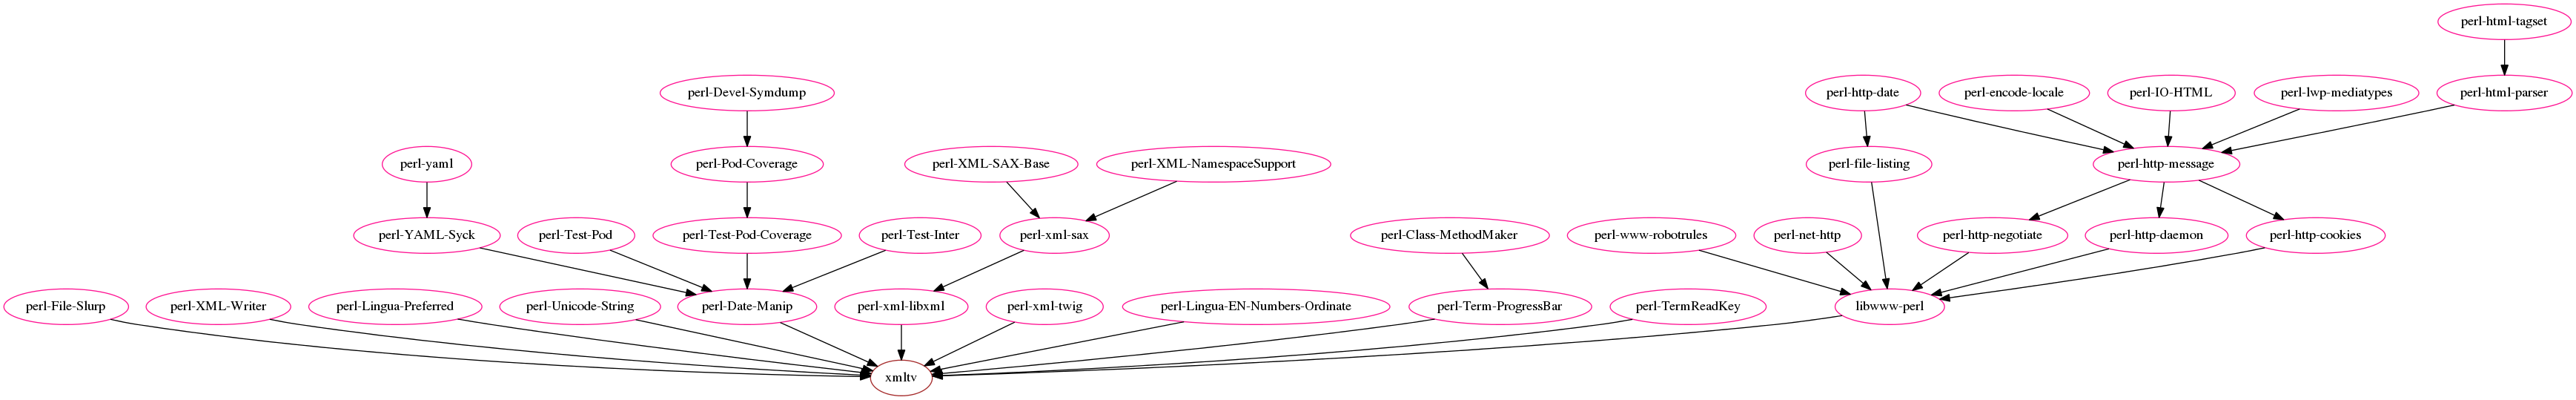 perl-html-tagset
perl-Devel-Symdump
perl-http-date
perl-encode-locale
perl-IO-HTML
perl-lwp-mediatypes
perl-html-parser
perl-yaml
perl-Pod-Coverage
perl-XML-SAX-Base
perl-XML-NamespaceSupport
perl-file-listing
perl-http-message
perl-YAML-Syck
perl-Test-Pod
perl-Test-Pod-Coverage
perl-Test-Inter
perl-xml-sax
perl-Class-MethodMaker
perl-www-robotrules
perl-net-http
perl-http-negotiate
perl-http-daemon
perl-http-cookies
perl-File-Slurp
perl-XML-Writer
perl-Lingua-Preferred
perl-Unicode-String
perl-Date-Manip
perl-xml-libxml
perl-xml-twig
perl-Lingua-EN-Numbers-Ordinate
perl-Term-ProgressBar
perl-TermReadKey
libwww-perl
xmltv